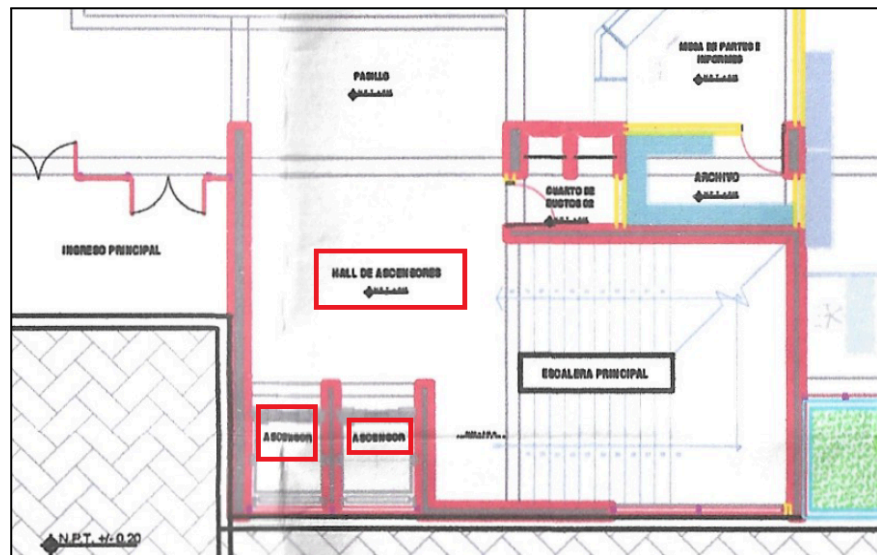 PASILLO
MESA DE PARTES E
INFORMES
CUARTO DE
DUCTOS 02
ARCHIVO
INGRESO PRINCIPAL
HALL DE ASCENSORES
ESCALERA PRINCIPAL
ASCENSOR
ASCENSOR
N.P.T. +/- 0.20